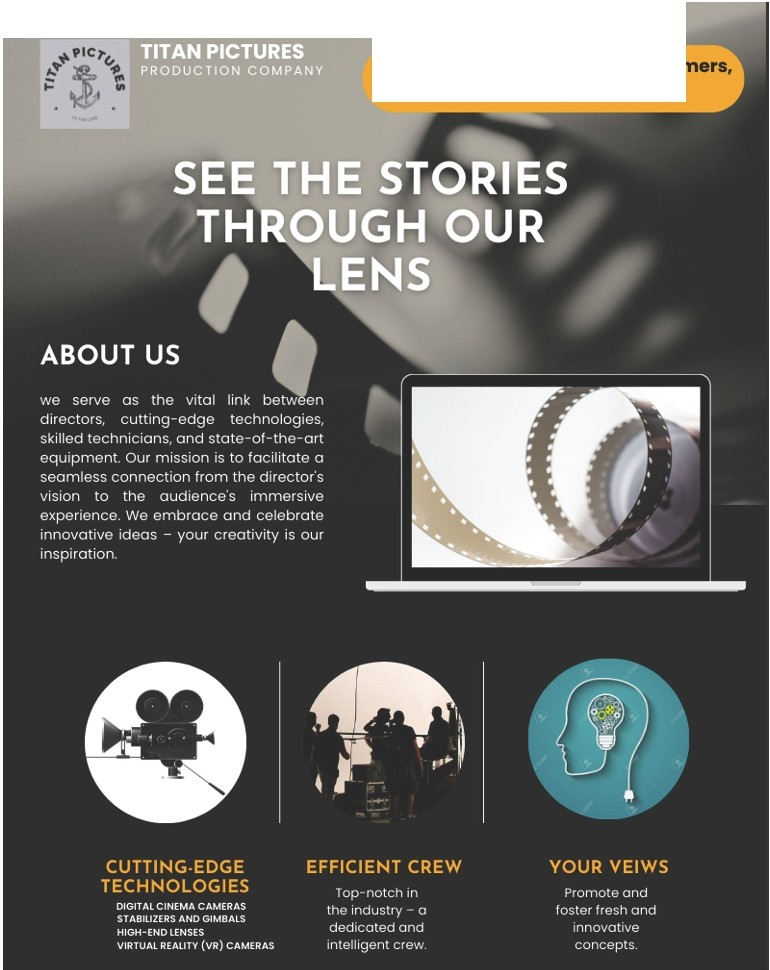 TITAN PICTURES
TO THE CORE
TITAN PICTURES
PRODUCTION COMPANY
mers,
SEE THE STORIES
THROUGH OUR
LENS
ABOUT US
we serve as the vital link between
directors, cutting-edge technologies,
skilled technicians, and state-of-the-art
equipment. Our mission is to facilitate a
seamless connection from the director's
vision to the audience's immersive
experience. We embrace and celebrate
innovative ideas – your creativity is our
inspiration.
CUTTING-EDGE
TECHNOLOGIES
DIGITAL CINEMA CAMERAS
STABILIZERS AND GIMBALS
HIGH-END LENSES
VIRTUAL REALITY (VR) CAMERAS
EFFICIENT CREW
Top-notch in
the industry – a
dedicated and
intelligent crew.
YOUR VEIWS
Promote and
foster fresh and
innovative
concepts.